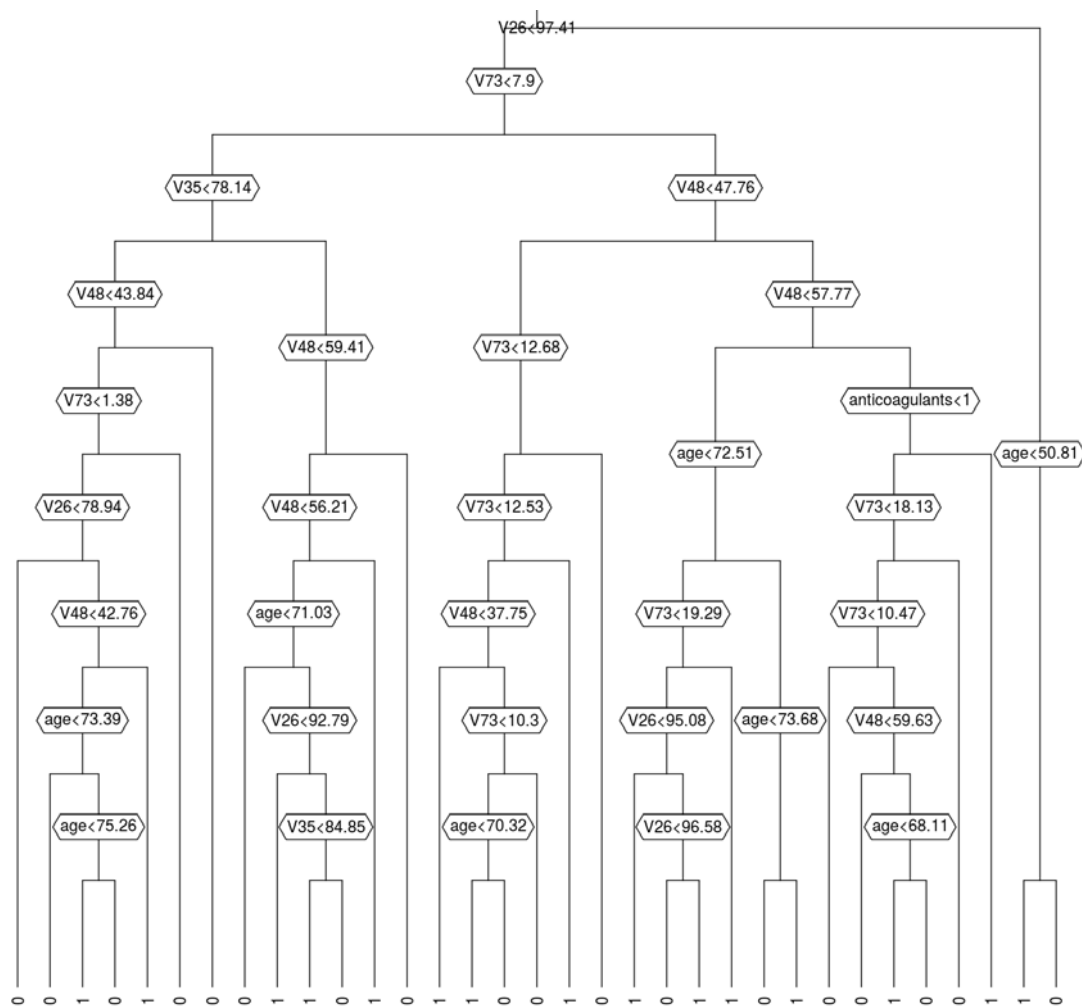 V26<97.41
V73<7.9
V35<78.14 V48<47.76
V48<43.84 V48<57.77
V48<59.41 V73<12.68
V73<1.38 anticoagulants<1
age<72.51 age<50.81
V26<78.94 V48<56.21 V73<12.53 V73<18.13
V48<42.76 age<71.03 V48<37.75 V73<19.29 V73<10.47
age<73.39 V26<92.79 V73<10.3 V26<95.08 age<73.68 V48<59.63
age<75.26 V35<84.85 age<70.32 V26<96.58 age<68.11
0 0 1 0 1 0 0 0 1 1 0 1 0 1 1 0 0 1 0 1 0 1 1 0 1 0 0 1 0 0 1 1 0